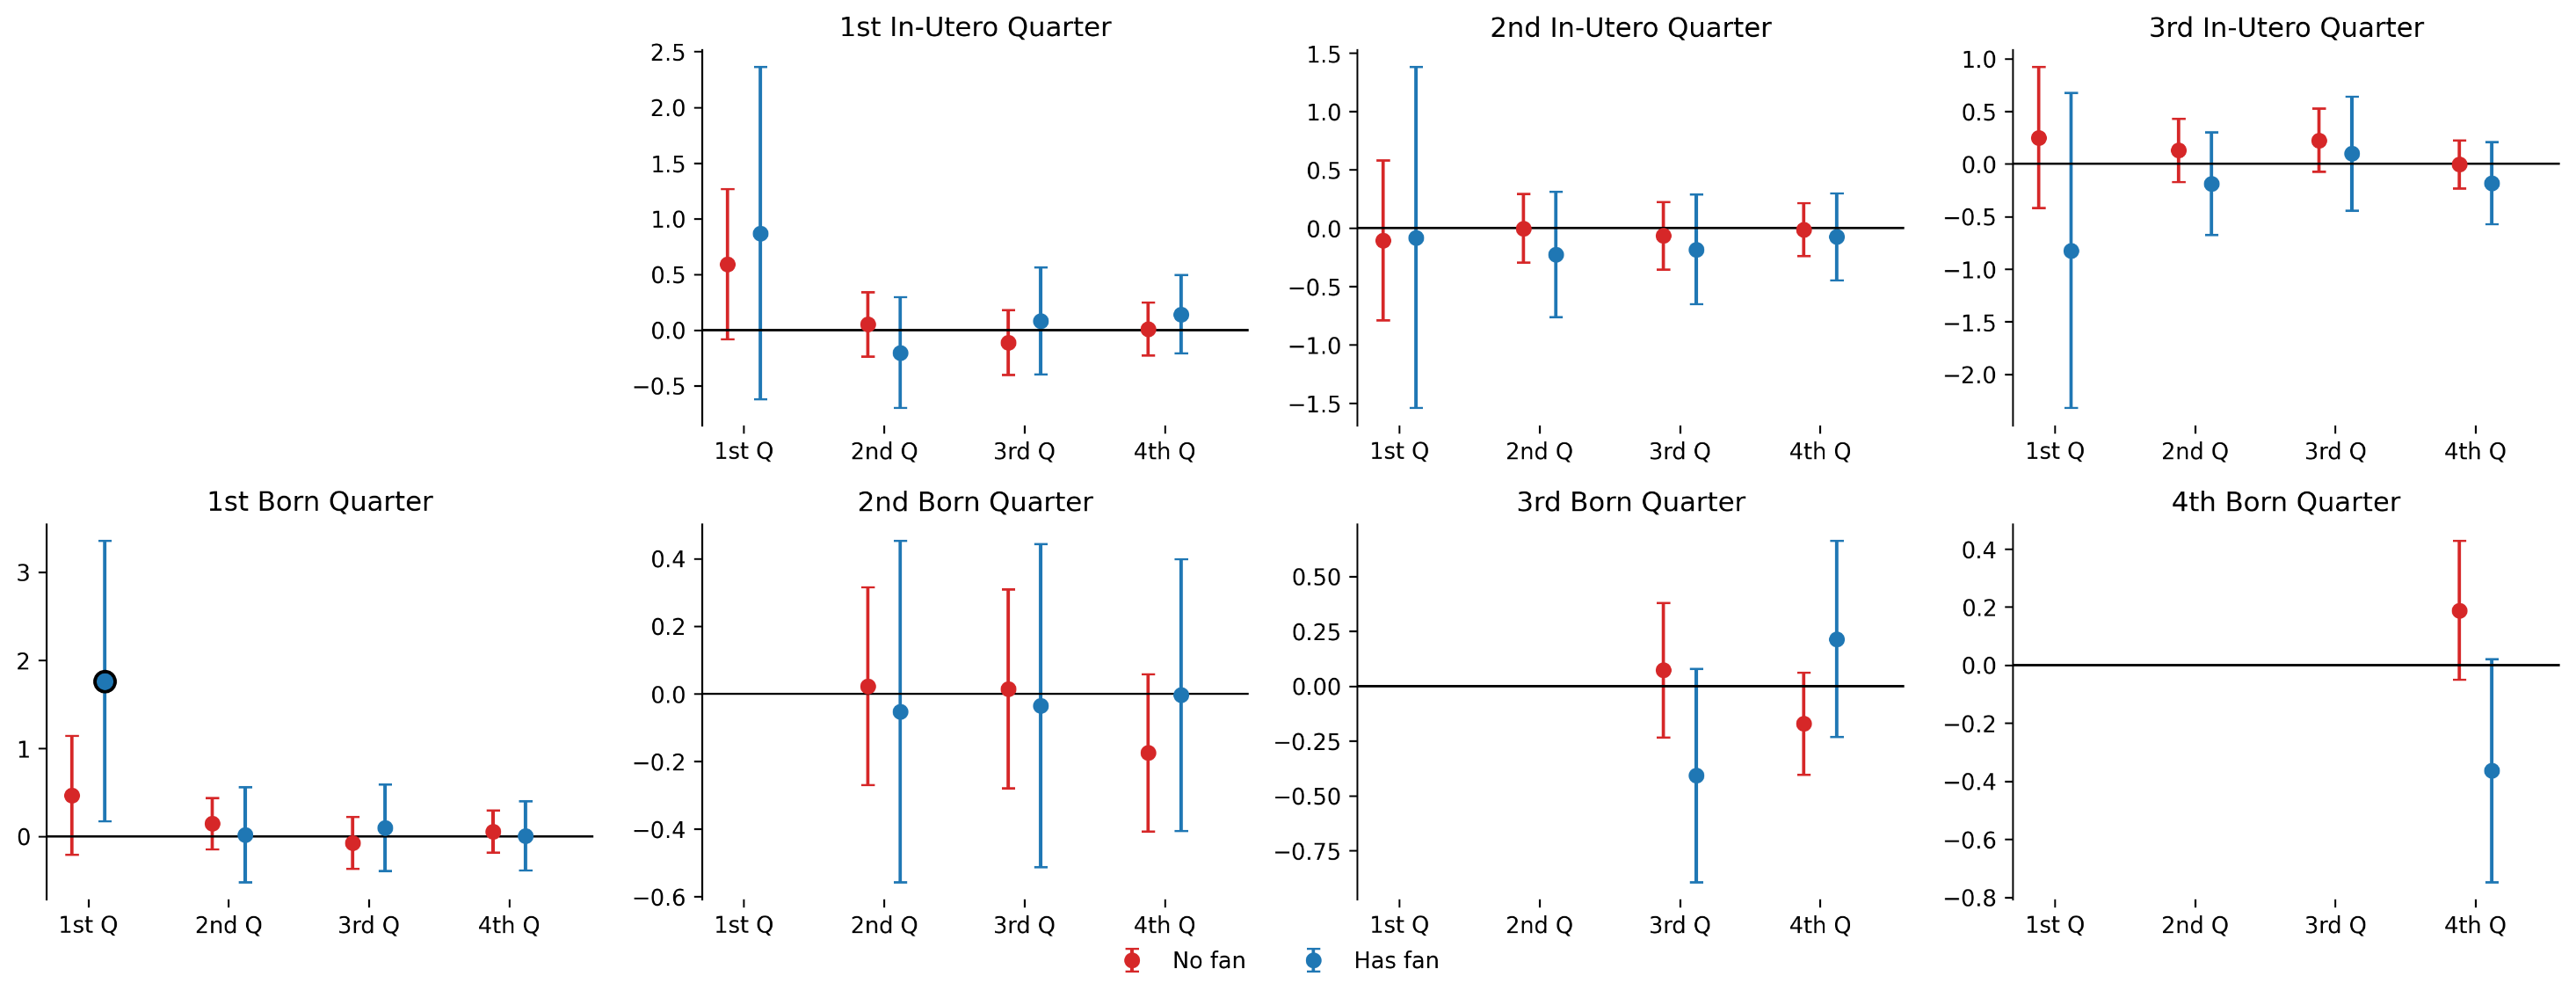 1st In-Utero Quarter
2.5
2.0
1.5
1.0
0.5
0.0
−0.5
1st Q 2nd Q 3rd Q 4th Q
2nd In-Utero Quarter
1.5
1.0
0.5
0.0
−0.5
−1.0
−1.5
1st Q 2nd Q 3rd Q 4th Q
3rd In-Utero Quarter
1.0
0.5
0.0
−0.5
−1.0
−1.5
−2.0
1st Q 2nd Q 3rd Q 4th Q
1st Born Quarter
3
2
1
0
1st Q 2nd Q 3rd Q 4th Q
2nd Born Quarter
0.4
0.2
0.0
−0.2
−0.4
−0.6
1st Q 2nd Q 3rd Q 4th Q
3rd Born Quarter
0.50
0.25
0.00
−0.25
−0.50
−0.75
1st Q 2nd Q 3rd Q 4th Q
4th Born Quarter
0.4
0.2
0.0
−0.2
−0.4
−0.6
−0.8
1st Q 2nd Q 3rd Q 4th Q
No fan Has fan